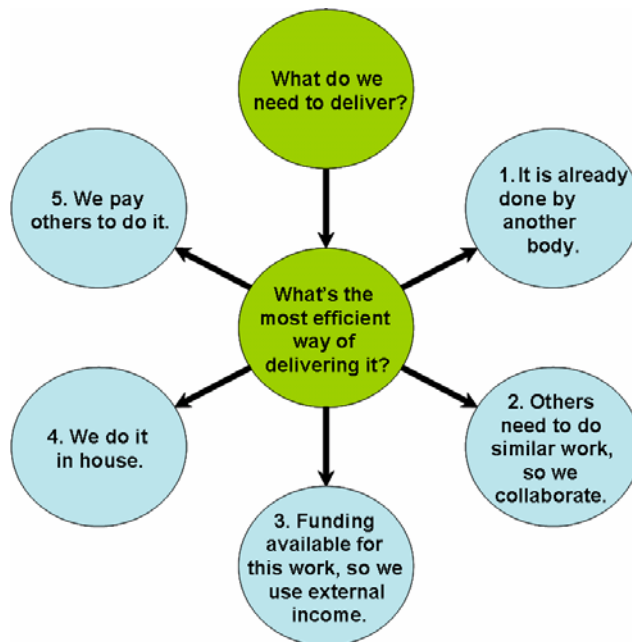 What do we
need to deliver?
What's the
most efficient
way of
delivering it?
1. It is already
done by
another
body.
2. Others
need to do
similar work,
so we
collaborate.
3. Funding
available for
this work, so we
use external
income.
4. We do it
in house.
5. We pay
others to do it.